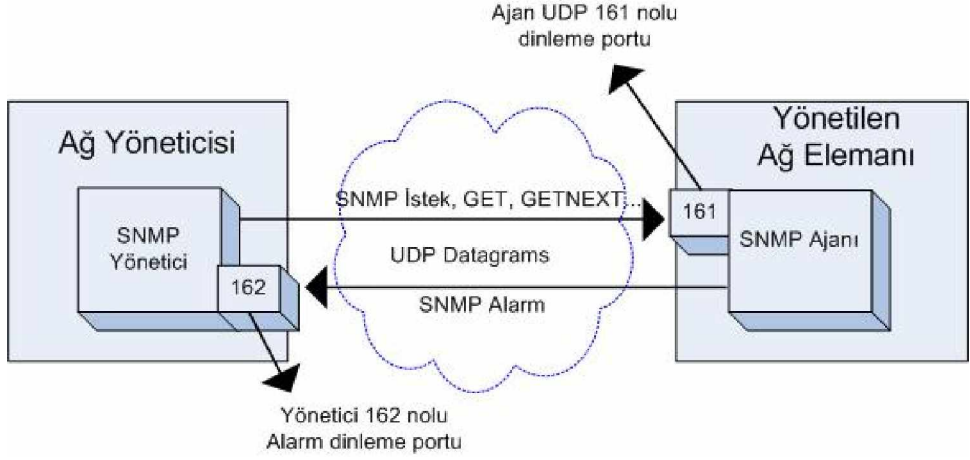 Ajan UDP 161 nolu
dinleme portu
Ağ Yöneticisi
Yönetilen
Ağ Elemanı
SNMP İstek, GET, GETNEXT...
161
SNMP
Yönetici
SNMP Ajanı
UDP Datagrams
162
SNMP Alarm
Yönetici 162 nolu
Alarm dinleme portu